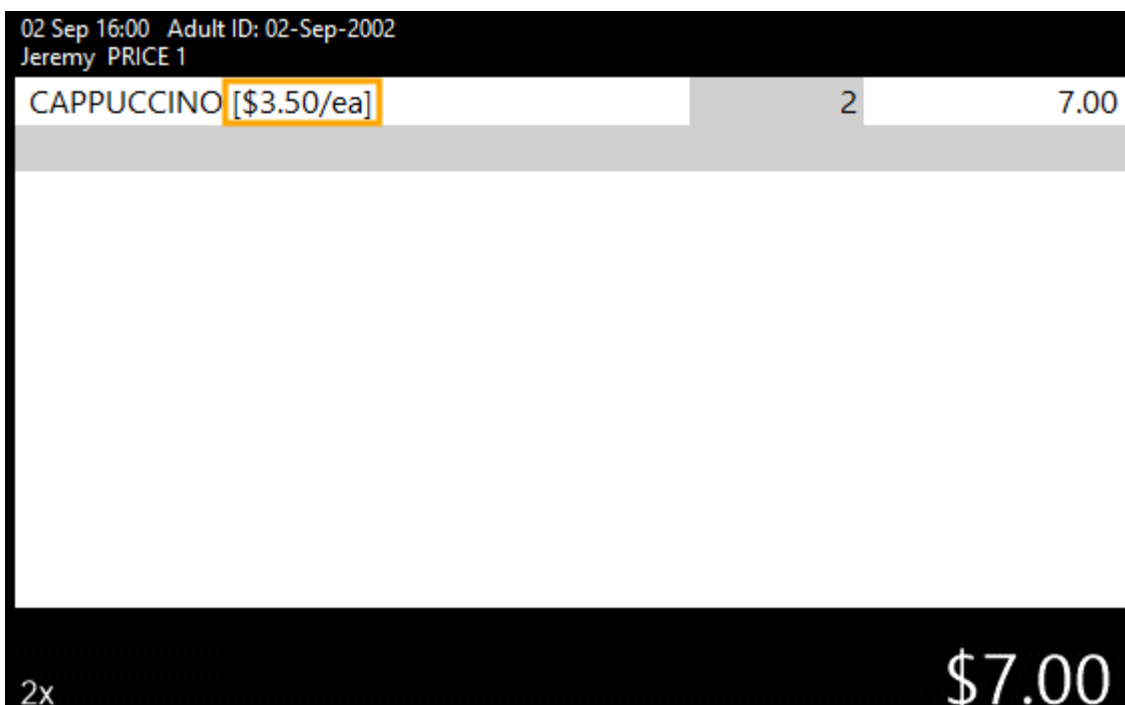 02 Sep 16:00 Adult ID: 02-Sep-2002
Jeremy PRICE 1
CAPPUCCINO [$3.50/ea] 2 7.00
2x $7.00